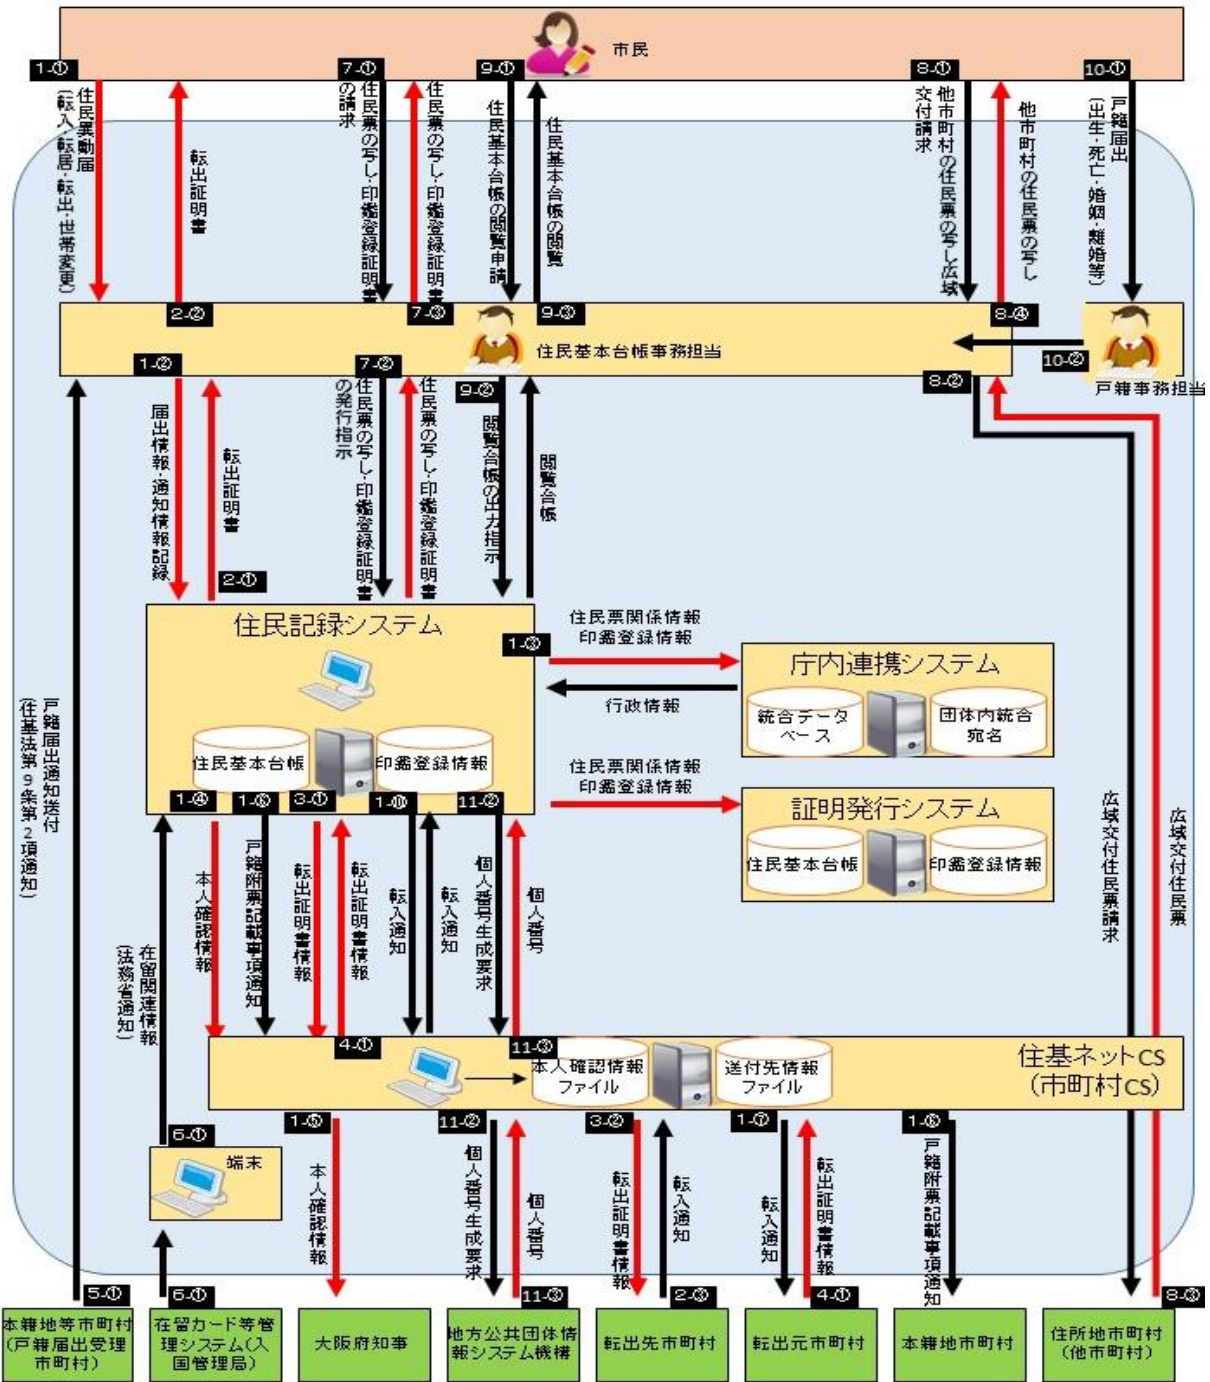 市民
1-①
7-①
9-①
8-①
10-①
住民異動届
(転入・転居・転出・世帯変更)
転出証明書
住民票の写し・印鑑登録証明書
の請求
住民票の写し・印鑑登録証明書
住民基本台帳の閲覧申請
住民基本台帳の閲覧
他市町村の住民票の写し広域
交付請求
他市町村の住民票の写し
戸籍届出
(出生・死亡・婚姻・離婚等)
2-②
7-③
9-③
8-④
住民基本台帳事務担当
1-②
7-②
9-②
8-②
10-②
戸籍事務担当
届出情報・通知情報記録
転出証明書
住民票の写し・印鑑登録証明書
の発行指示
住民票の写し・印鑑登録証明書
閲覧台帳の出力指示
閲覧台帳
2-①
住民記録システム
1-③
住民票関係情報
印鑑登録情報
行政情報
庁内連携システム
統合データ
ベース
団体内統合
宛名
住民基本台帳
印鑑登録情報
住民票関係情報
印鑑登録情報
証明発行システム
住民基本台帳
印鑑登録情報
戸籍届出通知送付
(住基法第9条第2項通知)
1-④
1-⑥
3-①
1-⑩
11-②
在留関連情報
(法務省通知)
本人確認情報
戸籍附票記載事項通知
転出証明書情報
転出証明書情報
転入通知
転入通知
個人番号生成要求
個人番号
広域交付住民票請求
広域交付住民票
4-①
11-③
本人確認情報
ファイル
送付先情報
ファイル
住基ネットCS
(市町村CS)
1-⑤
11-②
3-②
1-⑦
1-⑥
6-①
端末
本人確認情報
個人番号生成要求
個人番号
転出証明書情報
転入通知
転入通知
転出証明書情報
戸籍附票記載事項通知
5-①
6-①
11-③
2-③
4-①
8-③
本籍地等市町村
(戸籍届出受理
市町村)
在留カード等管
理システム(入
国管理局)
大阪府知事
地方公共団体情
報システム機構
転出先市町村
転出元市町村
本籍地市町村
住所地市町村
(他市町村)